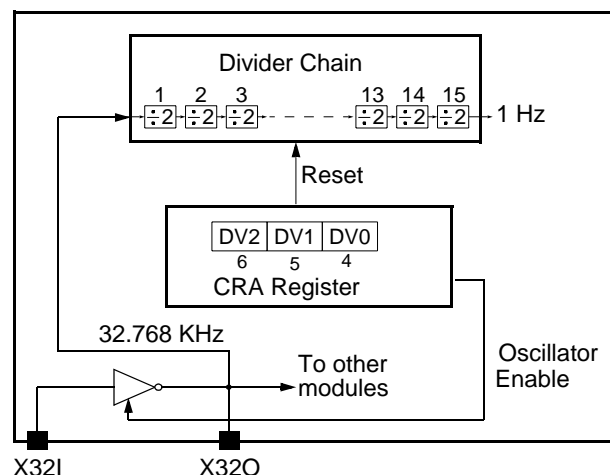 Divider Chain
1 2 3 13 14 15
÷2 ÷2 ÷2 ÷2 ÷2 ÷2 1 Hz
Reset
DV2 DV1 DV0
6 5 4
CRA Register
32.768 KHz
To other
modules
Oscillator
Enable
X32I X32O